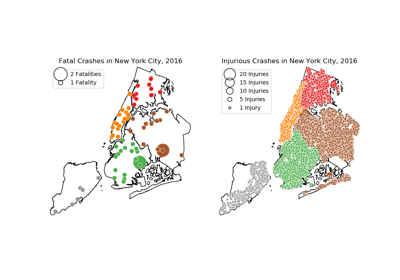 Fatal Crashes in New York City, 2016
2 Fatalities
1 Fatality
Injurious Crashes in New York City, 2016
20 Injuries
15 Injuries
10 Injuries
5 Injuries
1 Injury